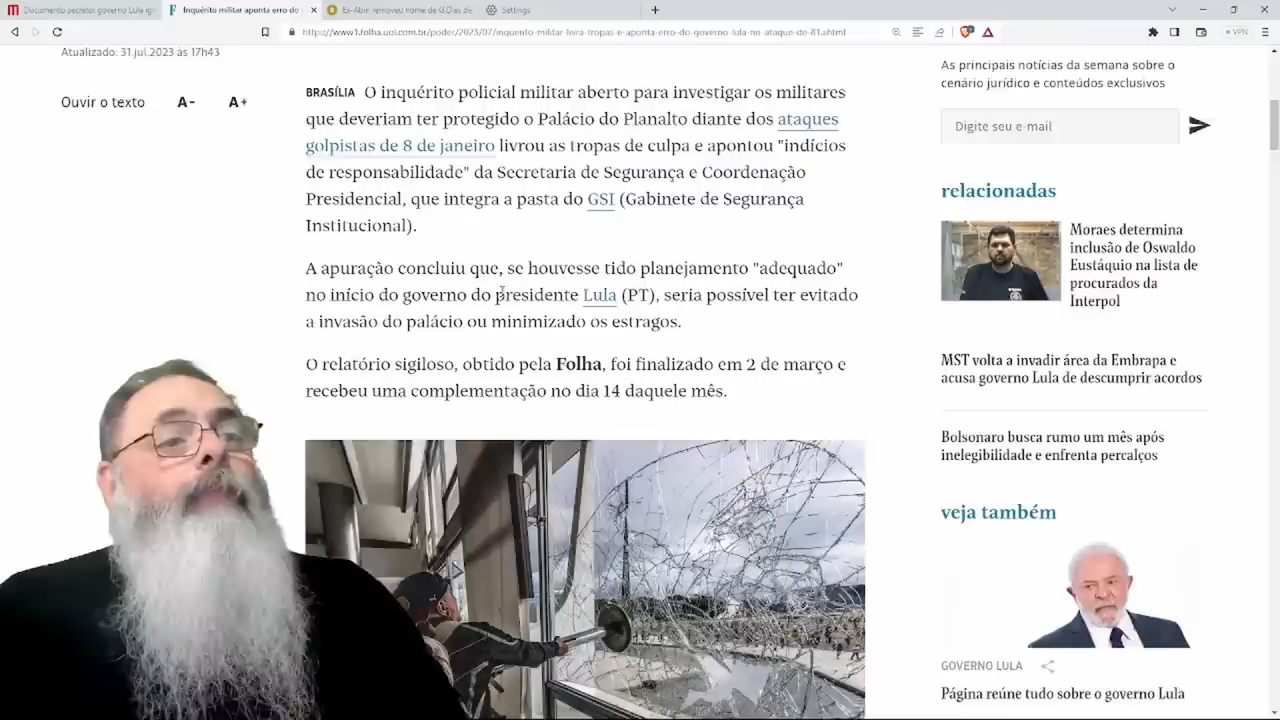 Documento secreto: governo Lula ign
Inquérito militar aponta erro do
Ex-Abin removeu nome de G.Dias de
Settings
https://www1.folha.uol.com.br/poder/2023/07/inquerito-militar-livra-tropas-e-aponta-erro-do-governo-lula-no-ataque-do-81.shtml
VPN
Atualizado: 31.jul.2023 às 17h43
Ouvir o texto A- A+
BRASÍLIA O inquérito policial militar aberto para investigar os militares
que deveriam ter protegido o Palácio do Planalto diante dos ataques
golpistas de 8 de janeiro livrou as tropas de culpa e apontou "indícios
de responsabilidade" da Secretaria de Segurança e Coordenação
Presidencial, que integra a pasta do GSI (Gabinete de Segurança
Institucional).
A apuração concluiu que, se houvesse tido planejamento "adequado"
no início do governo do presidente Lula (PT), seria possível ter evitado
a invasão do palácio ou minimizado os estragos.
O relatório sigiloso, obtido pela Folha, foi finalizado em 2 de março e
recebeu uma complementação no dia 14 daquele mês.
As principais notícias da semana sobre o
cenário jurídico e conteúdos exclusivos
Digite seu e-mail
relacionadas
Moraes determina
inclusão de Oswaldo
Eustáquio na lista de
procurados da
Interpol
MST volta a invadir área da Embrapa e
acusa governo Lula de descumprir acordos
Bolsonaro busca rumo um mês após
inelegibilidade e enfrenta percalços
veja também
GOVERNO LULA
Página reúne tudo sobre o governo Lula